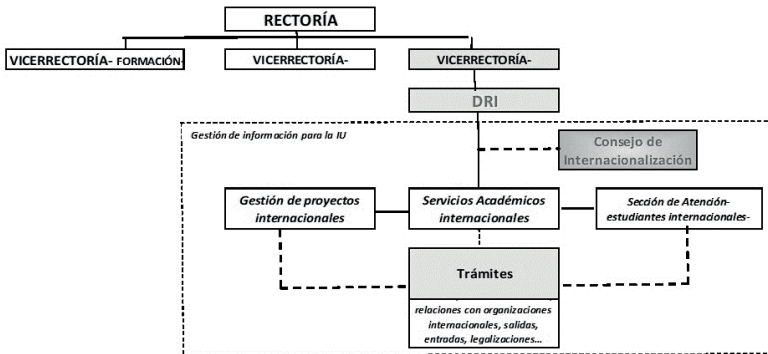 RECTORÍA
VICERRECTORÍA- FORMACIÓN-
VICERRECTORÍA-
VICERRECTORÍA-
DRI
Gestión de información para la IU
Consejo de
Internacionalización
Gestión de proyectos
internacionales
Servicios Académicos
internacionales
Sección de Atención-
estudiantes internacionales-
Trámites
relaciones con organizaciones
internacionales, salidas,
entradas, legalizaciones...